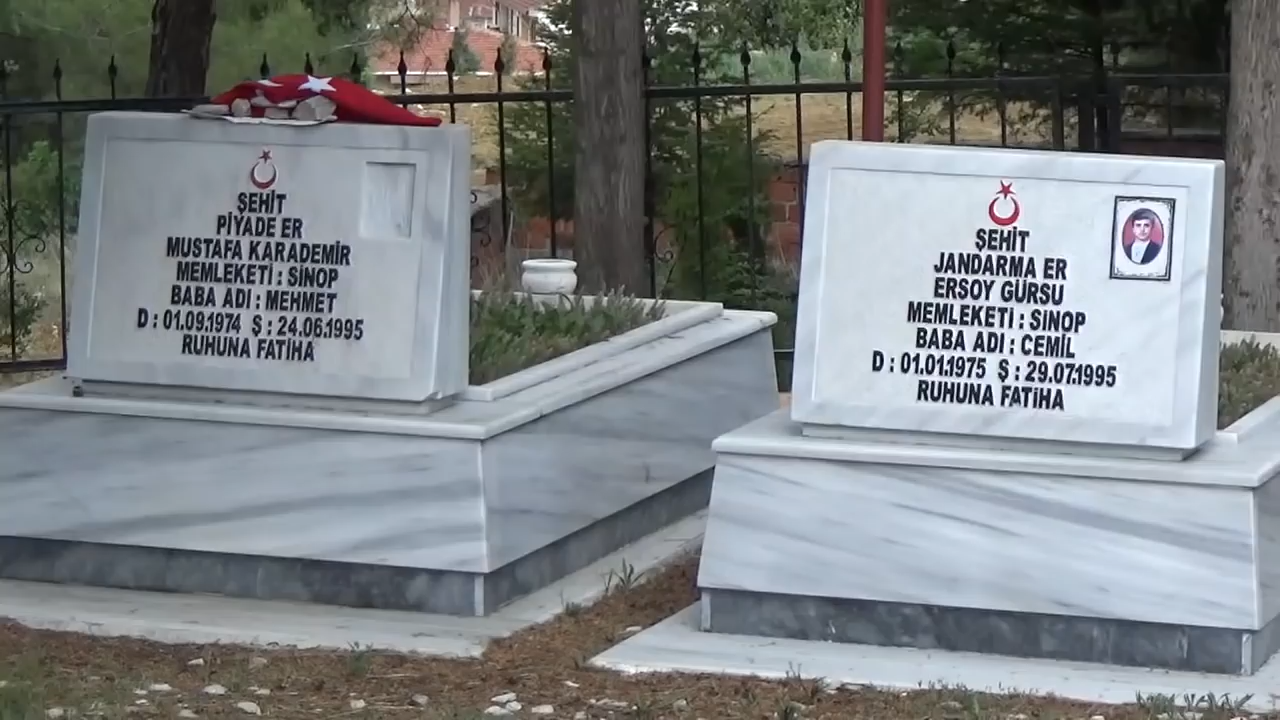 ŞEHİT
PİYADE ER
MUSTAFA KARADEMİR
MEMLEKETİ : SİNOP
BABA ADI : MEHMET
D : 01.09.1974 Ş : 24.06.1995
RUHUNA FATİHA
ŞEHİT
JANDARMA ER
ERSOY GÜRSU
MEMLEKETİ : SİNOP
BABA ADI : CEMİL
D : 01.01.1975 Ş : 29.07.1995
RUHUNA FATİHA